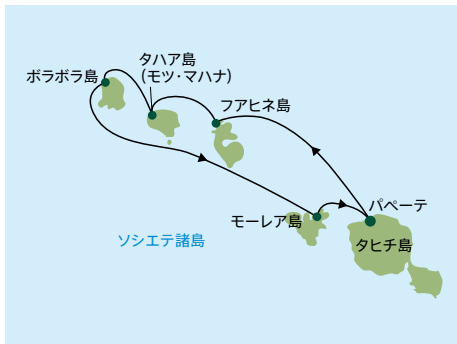 タハア島
（モツ・マハナ）
ボラボラ島
フアヒネ島
パペーテ
モーレア島
タヒチ島
ソシエテ諸島